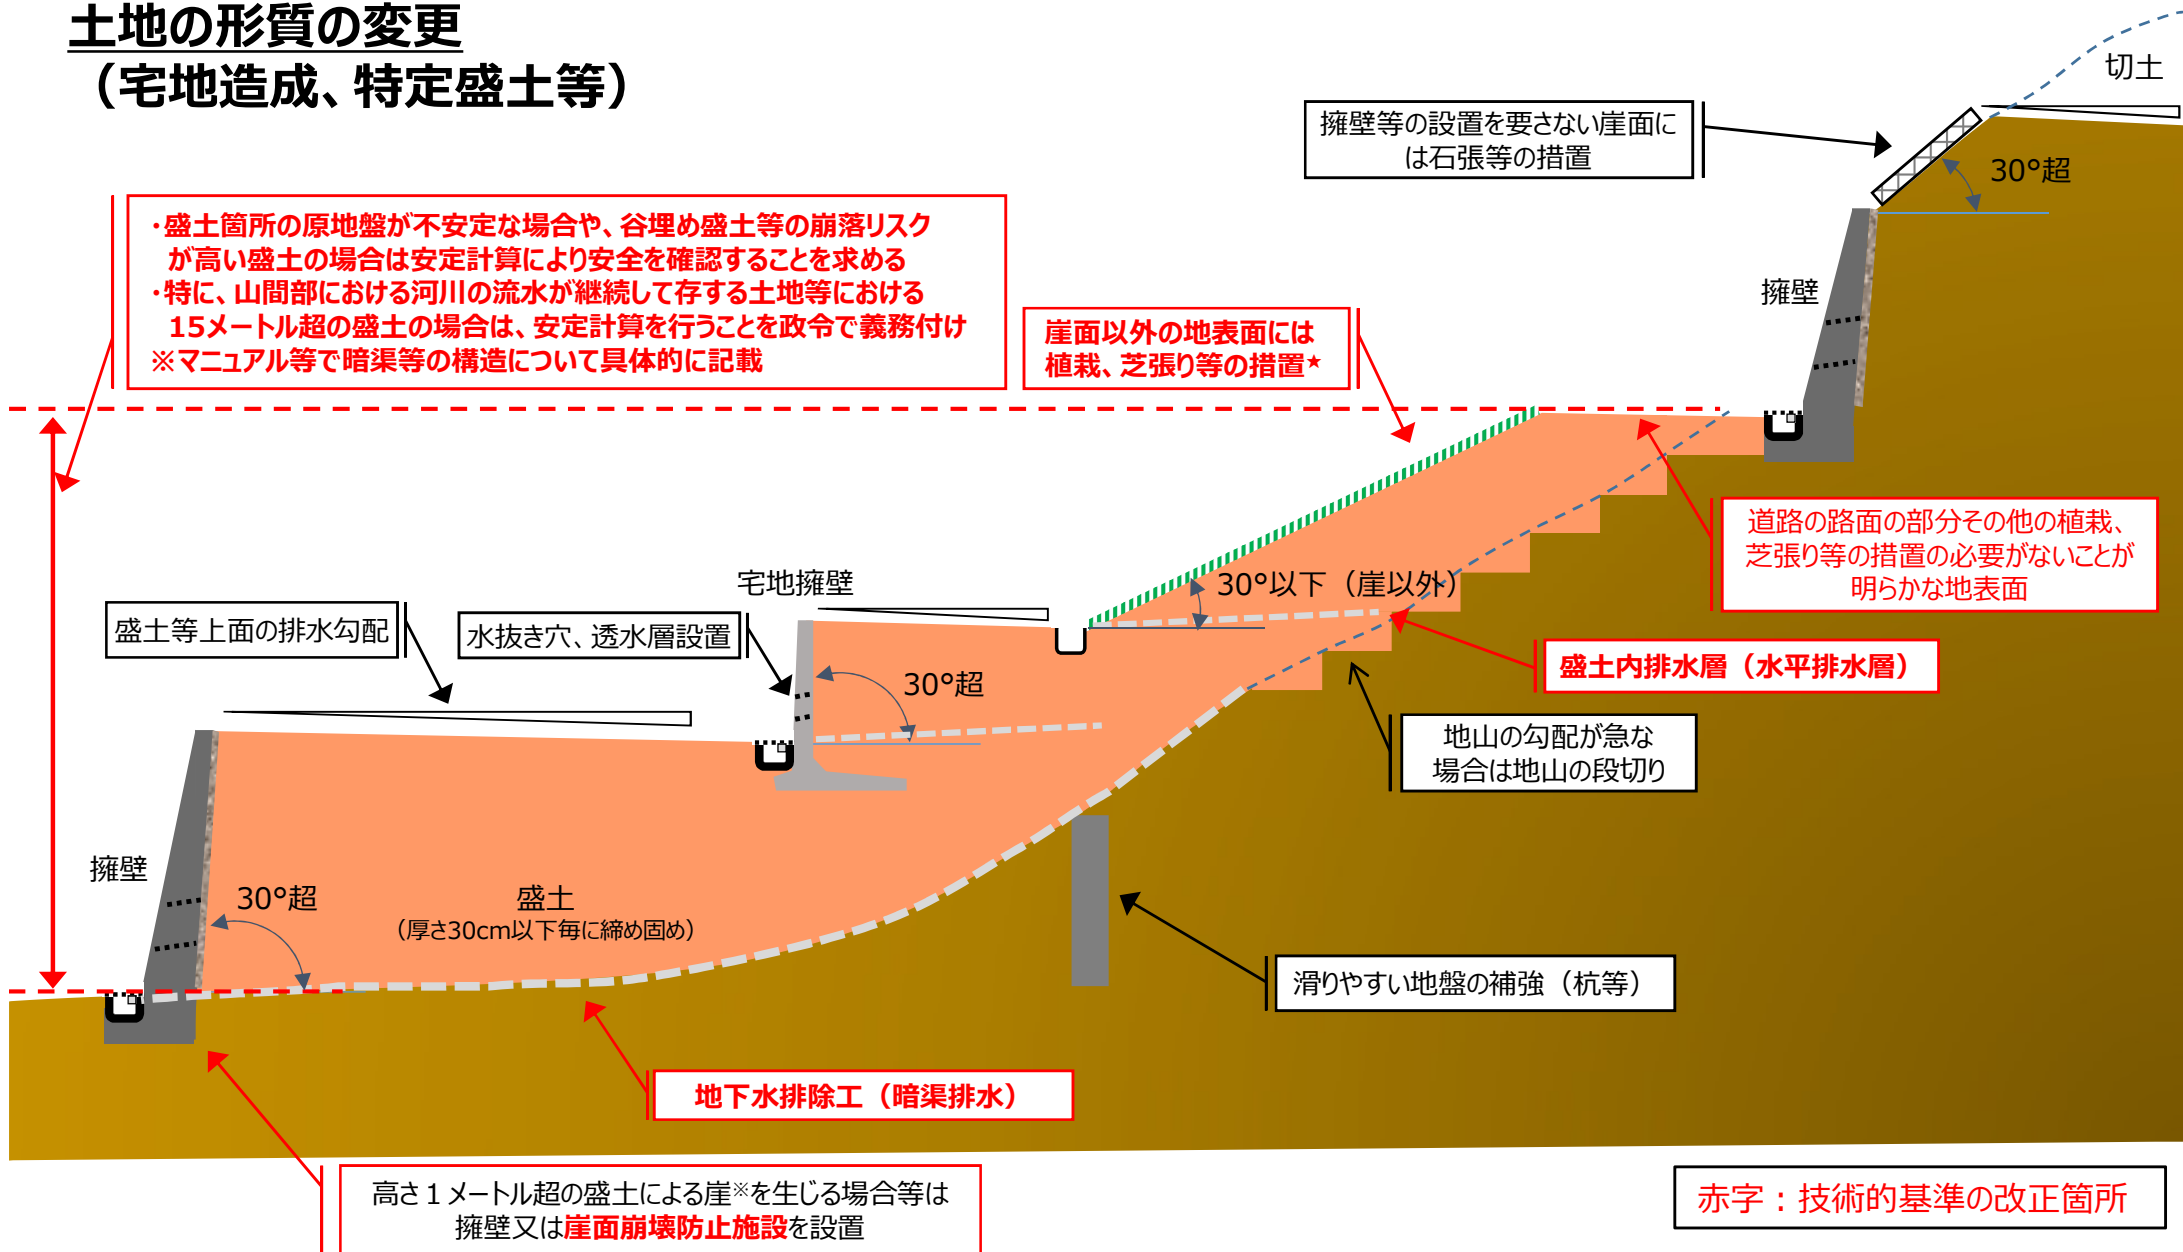 土地の形質の変更
（宅地造成、特定盛土等）
切土
擁壁等の設置を要さない崖面に
は石張等の措置
30°超
・盛土箇所の原地盤が不安定な場合や、谷埋め盛土等の崩落リスク
が高い盛土の場合は安定計算により安全を確認することを求める
・特に、山間部における河川の流水が継続して存する土地等における
15メートル超の盛土の場合は、安定計算を行うことを政令で義務付け
※マニュアル等で暗渠等の構造について具体的に記載
擁壁
崖面以外の地表面には
植栽、芝張り等の措置★
道路の路面の部分その他の植栽、
芝張り等の措置の必要がないことが
明らかな地表面
宅地擁壁
30°以下（崖以外）
盛土等上面の排水勾配
水抜き穴、透水層設置
盛土内排水層（水平排水層）
30°超
地山の勾配が急な
場合は地山の段切り
擁壁
30°超
盛土
（厚さ30cm以下毎に締め固め）
滑りやすい地盤の補強（杭等）
地下水排除工（暗渠排水）
高さ１メートル超の盛土による崖※を生じる場合等は
擁壁又は崖面崩壊防止施設を設置
赤字：技術的基準の改正箇所